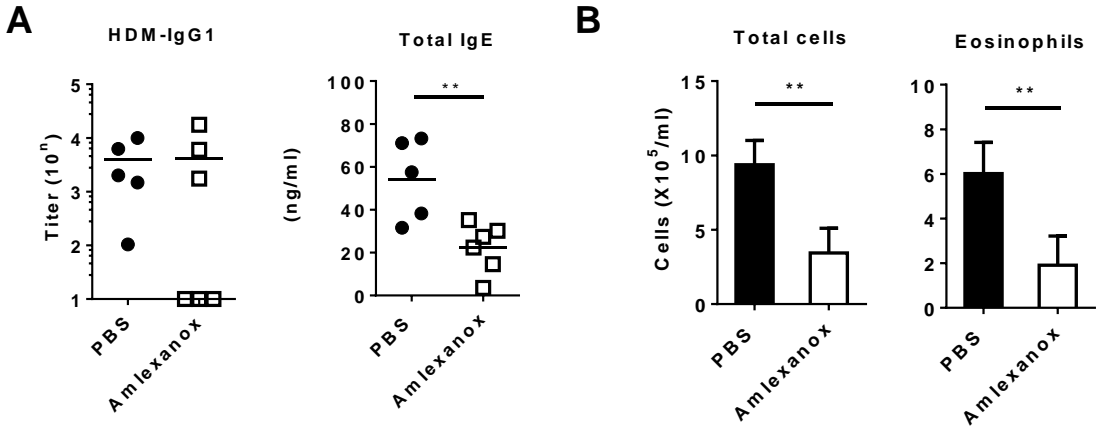 A
HDM-IgG1
Titer (10ⁿ)
5
4
3
2
1
PBS
Amlexanox
Total IgE
**
(ng/ml)
100
80
60
40
20
0
PBS
Amlexanox
B
Total cells
**
Cells (X10⁵/ml)
15
10
5
0
PBS
Amlexanox
Eosinophils
**
10
8
6
4
2
0
PBS
Amlexanox